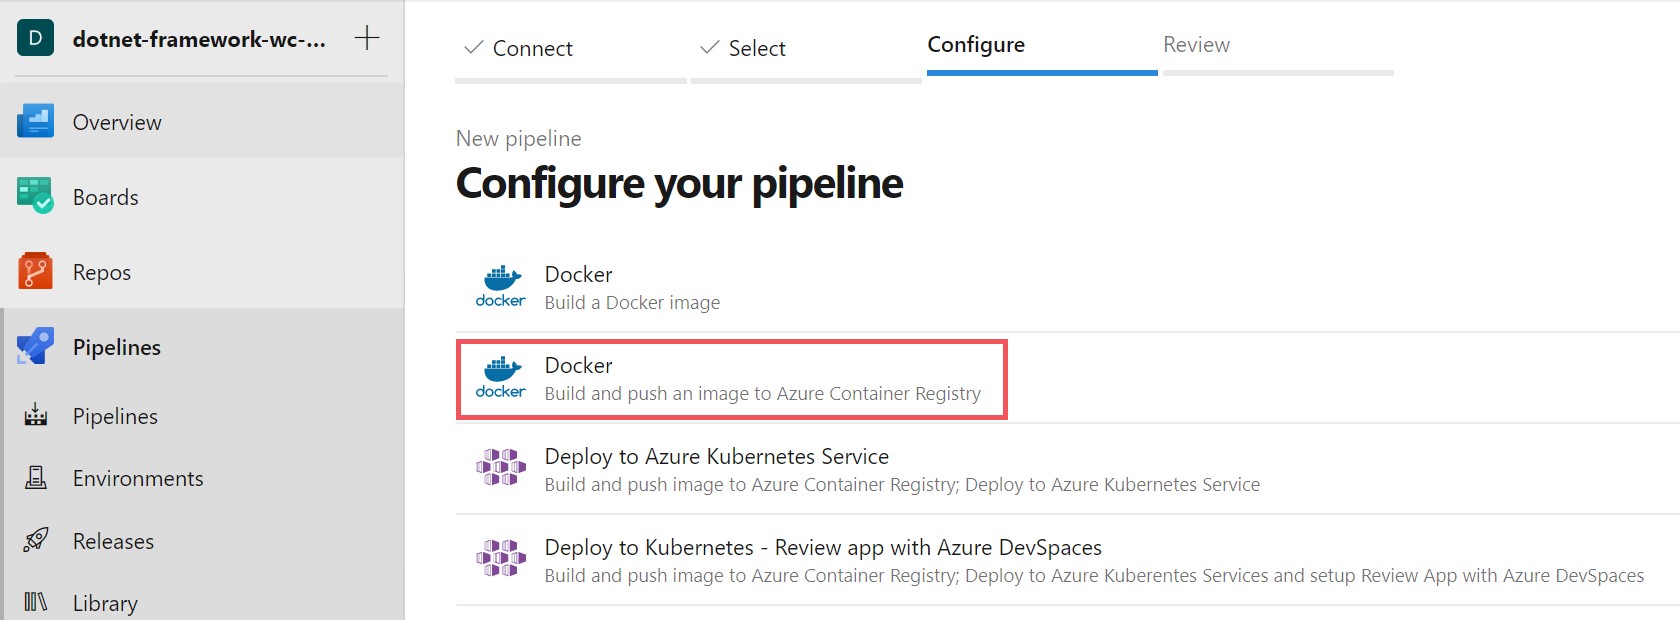 D
dotnet-framework-wc-...
Overview
Boards
Repos
Pipelines
Pipelines
Environments
Releases
Library
Connect
Select
Configure
Review
New pipeline
Configure your pipeline
docker
Docker
Build a Docker image
docker
Docker
Build and push an image to Azure Container Registry
Deploy to Azure Kubernetes Service
Build and push image to Azure Container Registry; Deploy to Azure Kubernetes Service
Deploy to Kubernetes - Review app with Azure DevSpaces
Build and push image to Azure Container Registry; Deploy to Azure Kuberentes Services and setup Review App with Azure DevSpaces